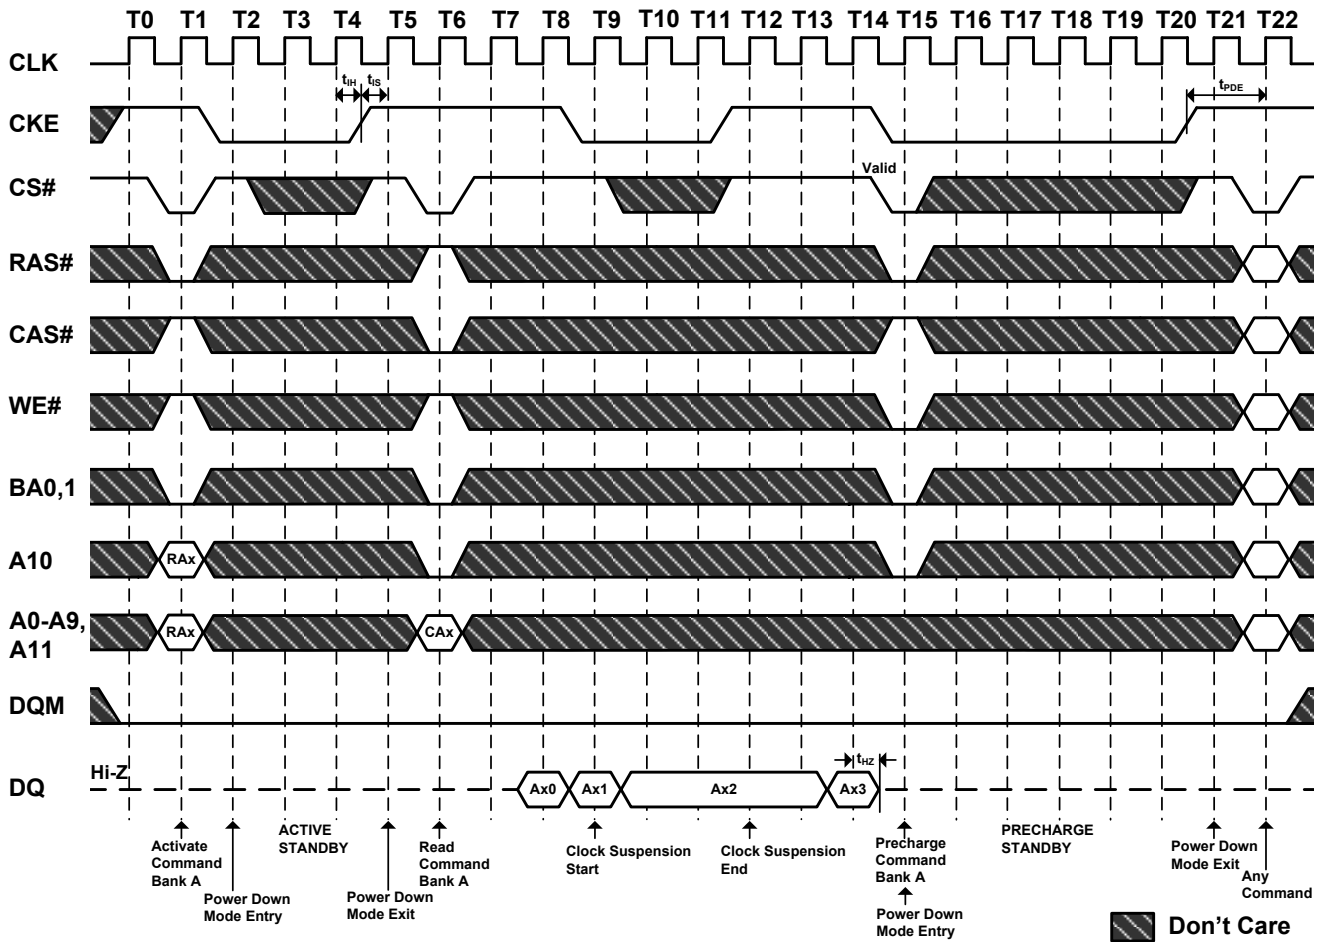 T0 T1 T2 T3 T4 T5 T6 T7 T8 T9 T10 T11 T12 T13 T14 T15 T16 T17 T18 T19 T20 T21 T22
CLK
tIH tIS
tPDE
CKE
Valid
CS#
RAS#
CAS#
WE#
BA0,1
A10
RAx
A0-A9,
A11
RAx
CAx
DQM
Hi-Z
tHZ
DQ
Ax0 Ax1 Ax2 Ax3
Activate
Command
Bank A
Power Down
Mode Entry
ACTIVE
STANDBY
Power Down
Mode Exit
Read
Command
Bank A
Clock Suspension
Start
Clock Suspension
End
Precharge
Command
Bank A
Power Down
Mode Entry
PRECHARGE
STANDBY
Power Down
Mode Exit
Any
Command
Don't Care